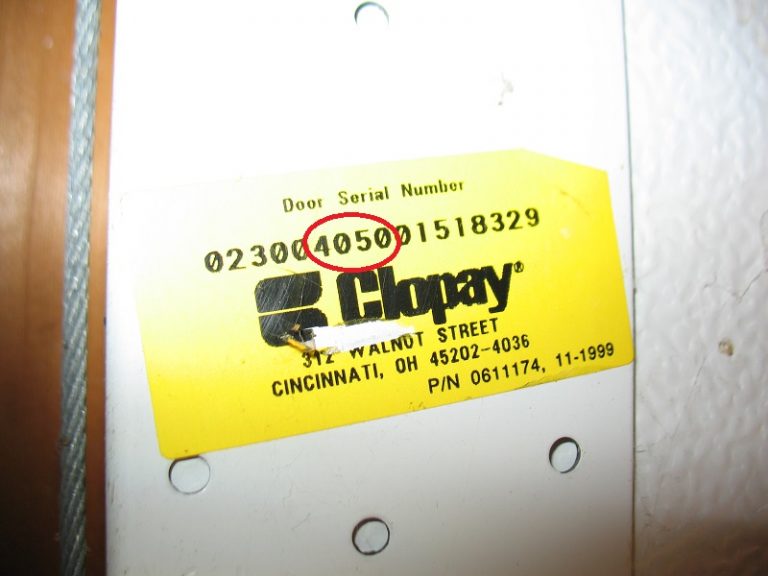 Door Serial Number
02300405001518329
Clopay®
312 WALNUT STREET
CINCINNATI, OH 45202-4036
P/N 0611174, 11-1999